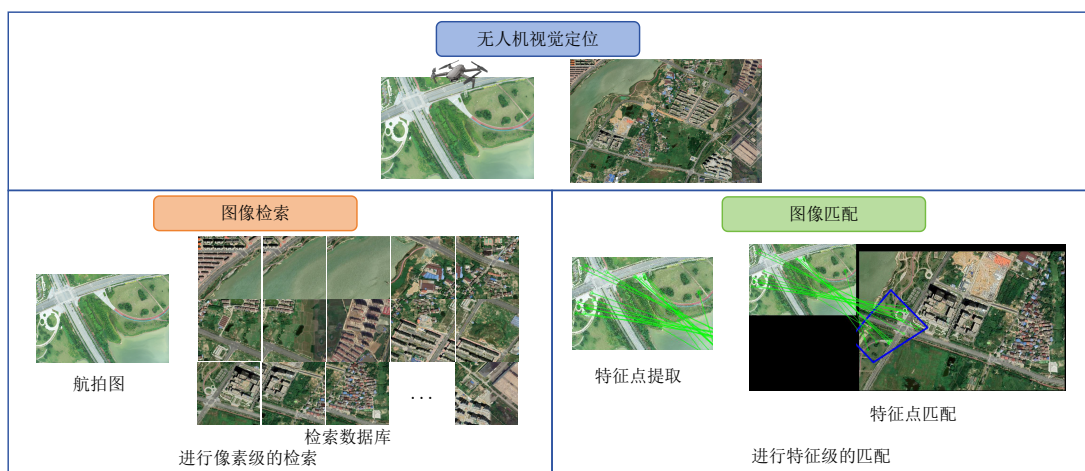 无人机视觉定位
图像检索
图像匹配
航拍图
...
检索数据库
进行像素级的检索
特征点提取
特征点匹配
进行特征级的匹配